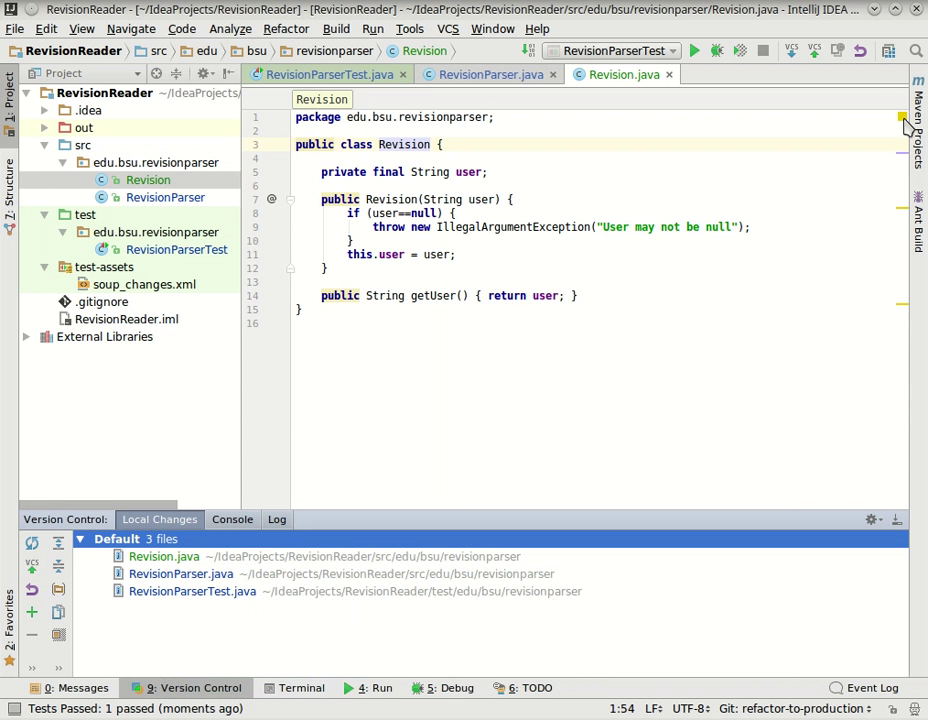 RevisionReader - [~/IdeaProjects/RevisionReader] - [RevisionReader] - ~/IdeaProjects/RevisionReader/src/edu/bsu/revisionparser/Revision.java - IntelliJ IDEA ...
File Edit View Navigate Code Analyze Refactor Build Run Tools VCS Window Help
RevisionReader src edu bsu revisionparser Revision RevisionParserTest VCS VCS
Project RevisionParserTest.java RevisionParser.java Revision.java
1: Project
7: Structure
2: Favorites
Maven Projects
Ant Build
RevisionReader ~/IdeaProjects/
.idea
out
src
edu.bsu.revisionparser
Revision
RevisionParser
test
edu.bsu.revisionparser
RevisionParserTest
test-assets
soup_changes.xml
.gitignore
RevisionReader.iml
External Libraries
Revision
1 package edu.bsu.revisionparser;
2
3 public class Revision {
4
5 private final String user;
6
7 @ public Revision(String user) {
8 if (user==null) {
9 throw new IllegalArgumentException("User may not be null");
10 }
11 this.user = user;
12 }
13
14 public String getUser() { return user; }
15 }
16
Version Control: Local Changes Console Log
Default 3 files
Revision.java ~/IdeaProjects/RevisionReader/src/edu/bsu/revisionparser
RevisionParser.java ~/IdeaProjects/RevisionReader/src/edu/bsu/revisionparser
RevisionParserTest.java ~/IdeaProjects/RevisionReader/test/edu/bsu/revisionparser
VCS
0: Messages 9: Version Control Terminal 4: Run 5: Debug 6: TODO Event Log
Tests Passed: 1 passed (moments ago) 1:54 LF÷ UTF-8÷ Git: refactor-to-production÷